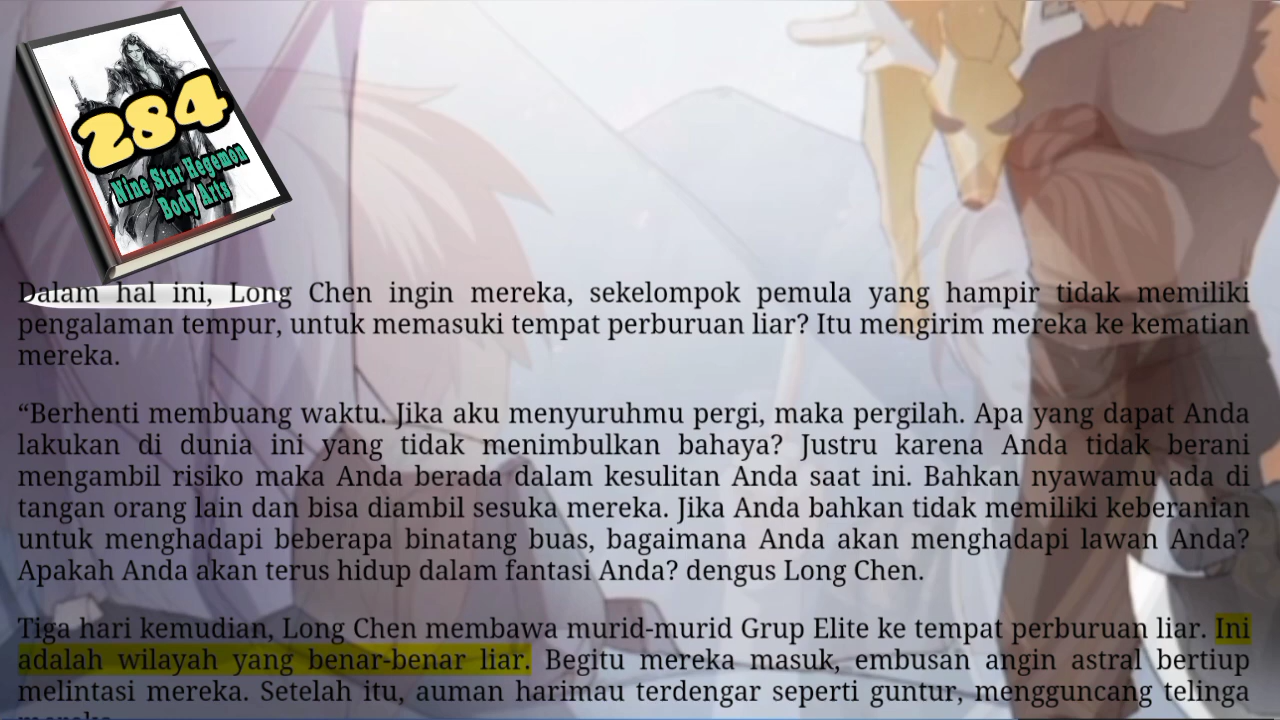 284
Nine Star Hegemon
Body Arts
Dalam hal ini, Long Chen ingin mereka, sekelompok pemula yang hampir tidak memiliki
pengalaman tempur, untuk memasuki tempat perburuan liar? Itu mengirim mereka ke kematian
mereka.
“Berhenti membuang waktu. Jika aku menyuruhmu pergi, maka pergilah. Apa yang dapat Anda
lakukan di dunia ini yang tidak menimbulkan bahaya? Justru karena Anda tidak berani
mengambil risiko maka Anda berada dalam kesulitan Anda saat ini. Bahkan nyawamu ada di
tangan orang lain dan bisa diambil sesuka mereka. Jika Anda bahkan tidak memiliki keberanian
untuk menghadapi beberapa binatang buas, bagaimana Anda akan menghadapi lawan Anda?
Apakah Anda akan terus hidup dalam fantasi Anda? dengus Long Chen.
Tiga hari kemudian, Long Chen membawa murid-murid Grup Elite ke tempat perburuan liar. Ini
adalah wilayah yang benar-benar liar. Begitu mereka masuk, embusan angin astral bertiup
melintasi mereka. Setelah itu, auman harimau terdengar seperti guntur, mengguncang telinga